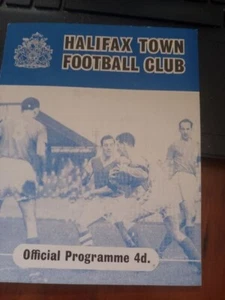 HALIFAX TOWN
FOOTBALL CLUB
Official Programme 4d.